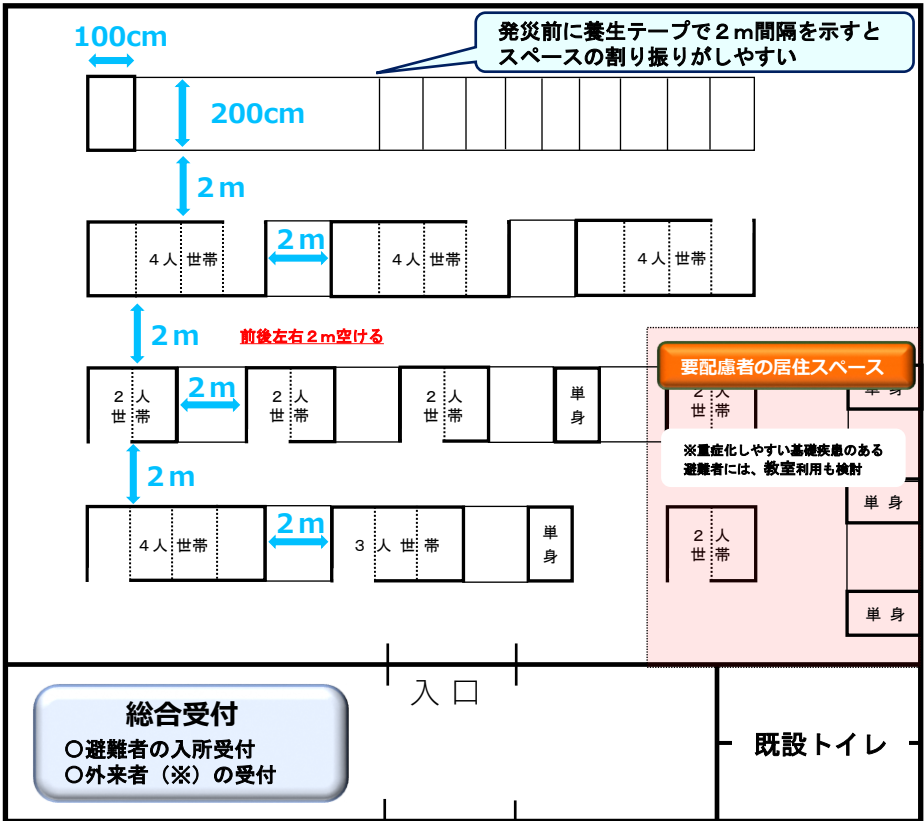 100cm
発災前に養生テープで２ｍ間隔を示すと
スペースの割り振りがしやすい
200cm
２ｍ
４人世帯
２ｍ
４人世帯
４人世帯
２ｍ
前後左右２ｍ空ける
要配慮者の居住スペース
２人
世帯
２ｍ
２人
世帯
２人
世帯
単
身
２人
世帯
単身
※重症化しやすい基礎疾患のある
避難者には、教室利用も検討
２ｍ
単身
４人世帯
２ｍ
３人世帯
単
身
２人
世帯
単身
入口
総合受付
○避難者の入所受付
○外来者（※）の受付
既設トイレ